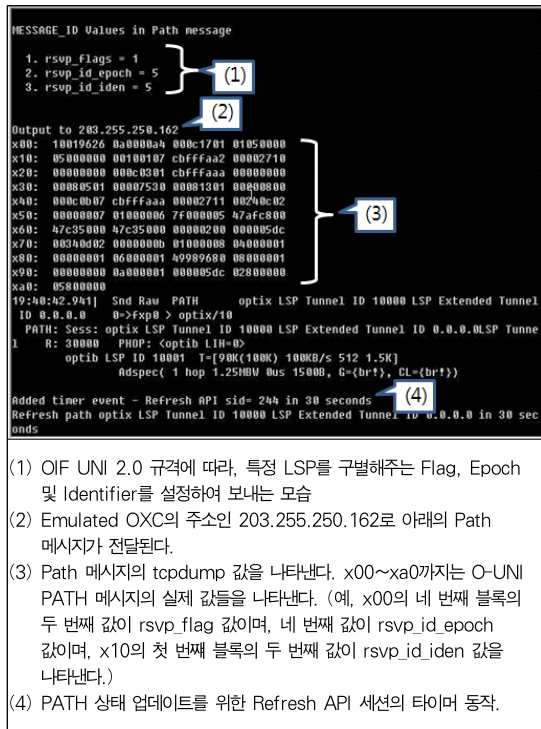 MESSAGE_ID Values in Path message
1. rsvp_flags = 1
2. rsvp_id_epoch = 5
3. rsvp_id_iden = 5
(1)
(2)
Output to 203.255.250.162
x00: 10019626 0a0000a4 000c1701 01050000
x10: 05000000 00100107 cbfffaa2 00002710
x20: 00000000 000c0301 cbfffaaa 00000000
x30: 00080501 00007530 00081301 00000800
x40: 000c0b07 cbfffaaa 00002711 00240c02
x50: 00000007 01000006 7f000005 47afc800
x60: 47c35000 47c35000 00000200 000005dc
x70: 00340d02 0000000b 01000008 04000001
x80: 00000001 06000001 49989680 08000001
x90: 00000000 0a000001 000005dc 02800000
xa0: 05800000
(3)
19:40:42.941| Snd Raw PATH optix LSP Tunnel ID 10000 LSP Extended Tunnel
ID 0.0.0.0 0=>fxp0 > optix/10
PATH: Sess: optix LSP Tunnel ID 10000 LSP Extended Tunnel ID 0.0.0.0LSP Tunne
l R: 30000 PHOP: <optib LIH=0>
optib LSP ID 10001 T=[90K(100K) 100KB/s 512 1.5K]
Adspec( 1 hop 1.25MBW 0us 1500B, G={br!}, CL={br!})
(4)
Added timer event - Refresh API sid= 244 in 30 seconds
Refresh path optix LSP Tunnel ID 10000 LSP Extended Tunnel ID 0.0.0.0 in 30 sec
onds
(1) OIF UNI 2.0 규격에 따라, 특정 LSP를 구별해주는 Flag, Epoch
및 Identifier를 설정하여 보내는 모습
(2) Emulated OXC의 주소인 203.255.250.162로 아래의 Path
메시지가 전달된다.
(3) Path 메시지의 tcpdump 값을 나타낸다. x00~xa0까지는 O-UNI
PATH 메시지의 실제 값들을 나타낸다. (예, x00의 네 번째 블록의
두 번째 값이 rsvp_flag 값이며, 네 번째 값이 rsvp_id_epoch
값이며, x10의 첫 번째 블록의 두 번째 값이 rsvp_id_iden 값을
나타낸다.)
(4) PATH 상태 업데이트를 위한 Refresh API 세션의 타이머 동작.